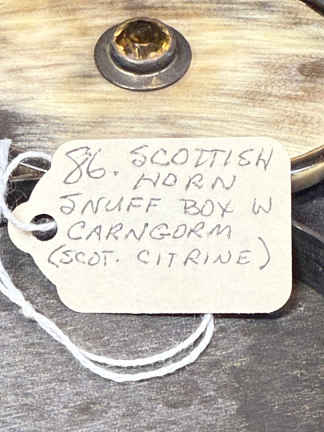 86. SCOTTISH
HORN
SNUFF BOX W
CARNGORM
(SCOT. CITRINE)